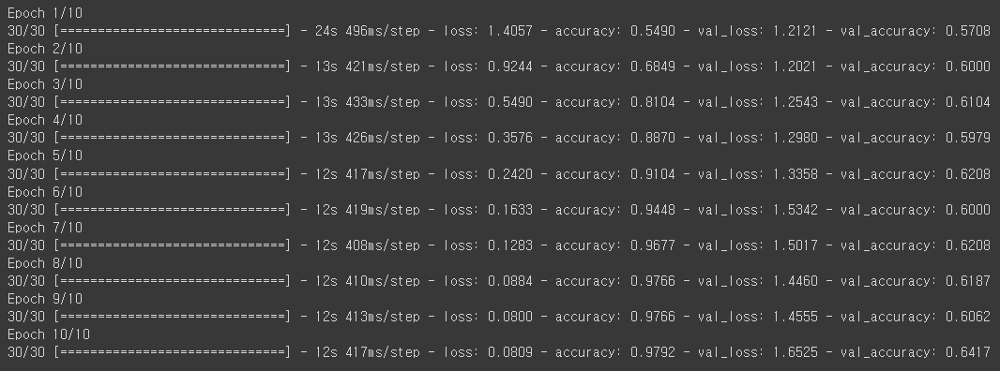 Epoch 1/10
30/30 [==============================] - 24s 496ms/step - loss: 1.4057 - accuracy: 0.5490 - val_loss: 1.2121 - val_accuracy: 0.5708
Epoch 2/10
30/30 [==============================] - 13s 421ms/step - loss: 0.9244 - accuracy: 0.6849 - val_loss: 1.2021 - val_accuracy: 0.6000
Epoch 3/10
30/30 [==============================] - 13s 433ms/step - loss: 0.5490 - accuracy: 0.8104 - val_loss: 1.2543 - val_accuracy: 0.6104
Epoch 4/10
30/30 [==============================] - 13s 426ms/step - loss: 0.3576 - accuracy: 0.8870 - val_loss: 1.2980 - val_accuracy: 0.5979
Epoch 5/10
30/30 [==============================] - 12s 417ms/step - loss: 0.2420 - accuracy: 0.9104 - val_loss: 1.3358 - val_accuracy: 0.6208
Epoch 6/10
30/30 [==============================] - 12s 419ms/step - loss: 0.1633 - accuracy: 0.9448 - val_loss: 1.5342 - val_accuracy: 0.6000
Epoch 7/10
30/30 [==============================] - 12s 408ms/step - loss: 0.1283 - accuracy: 0.9677 - val_loss: 1.5017 - val_accuracy: 0.6208
Epoch 8/10
30/30 [==============================] - 12s 410ms/step - loss: 0.0884 - accuracy: 0.9766 - val_loss: 1.4460 - val_accuracy: 0.6187
Epoch 9/10
30/30 [==============================] - 12s 413ms/step - loss: 0.0800 - accuracy: 0.9766 - val_loss: 1.4555 - val_accuracy: 0.6062
Epoch 10/10
30/30 [==============================] - 12s 417ms/step - loss: 0.0809 - accuracy: 0.9792 - val_loss: 1.6525 - val_accuracy: 0.6417